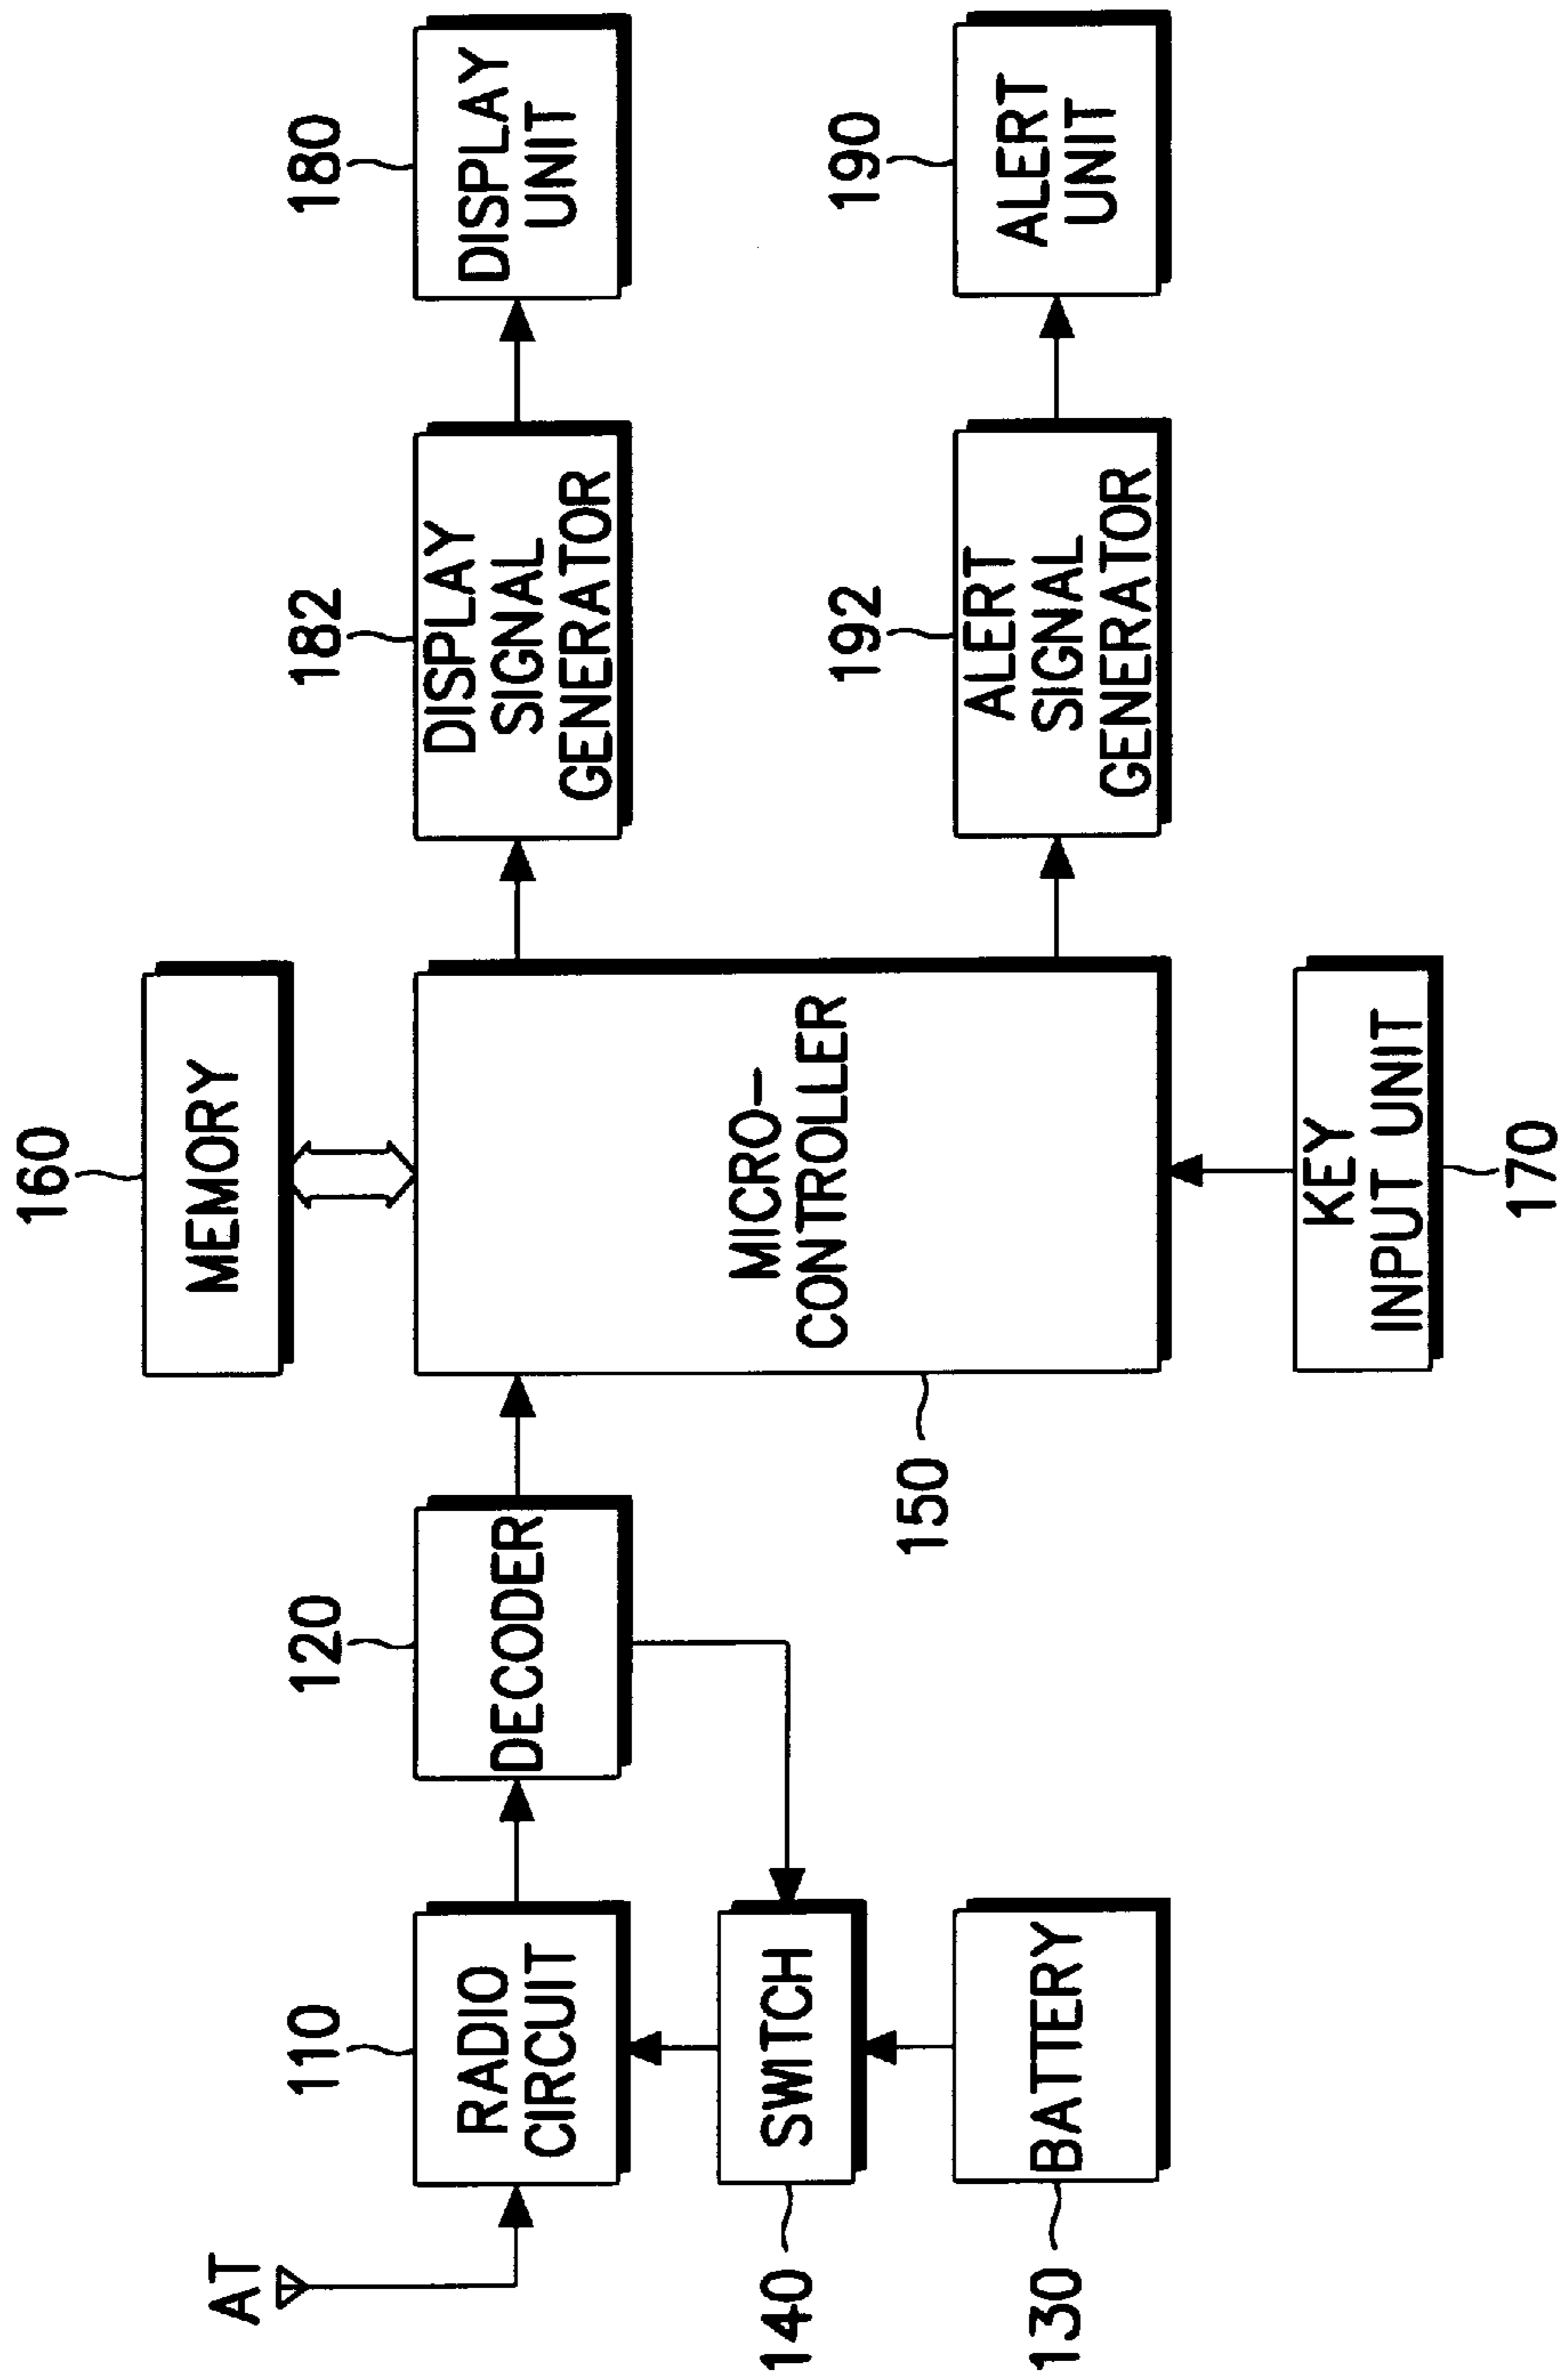 AT
110
RADIO
CIRCUIT
120
DECODER
140
SWITCH
130
BATTERY
160
MEMORY
150
MICRO-
CONTROLLER
KEY
INPUT UNIT
170
182
DISPLAY
SIGNAL
GENERATOR
180
DISPLAY
UNIT
192
ALERT
SIGNAL
GENERATOR
190
ALERT
UNIT